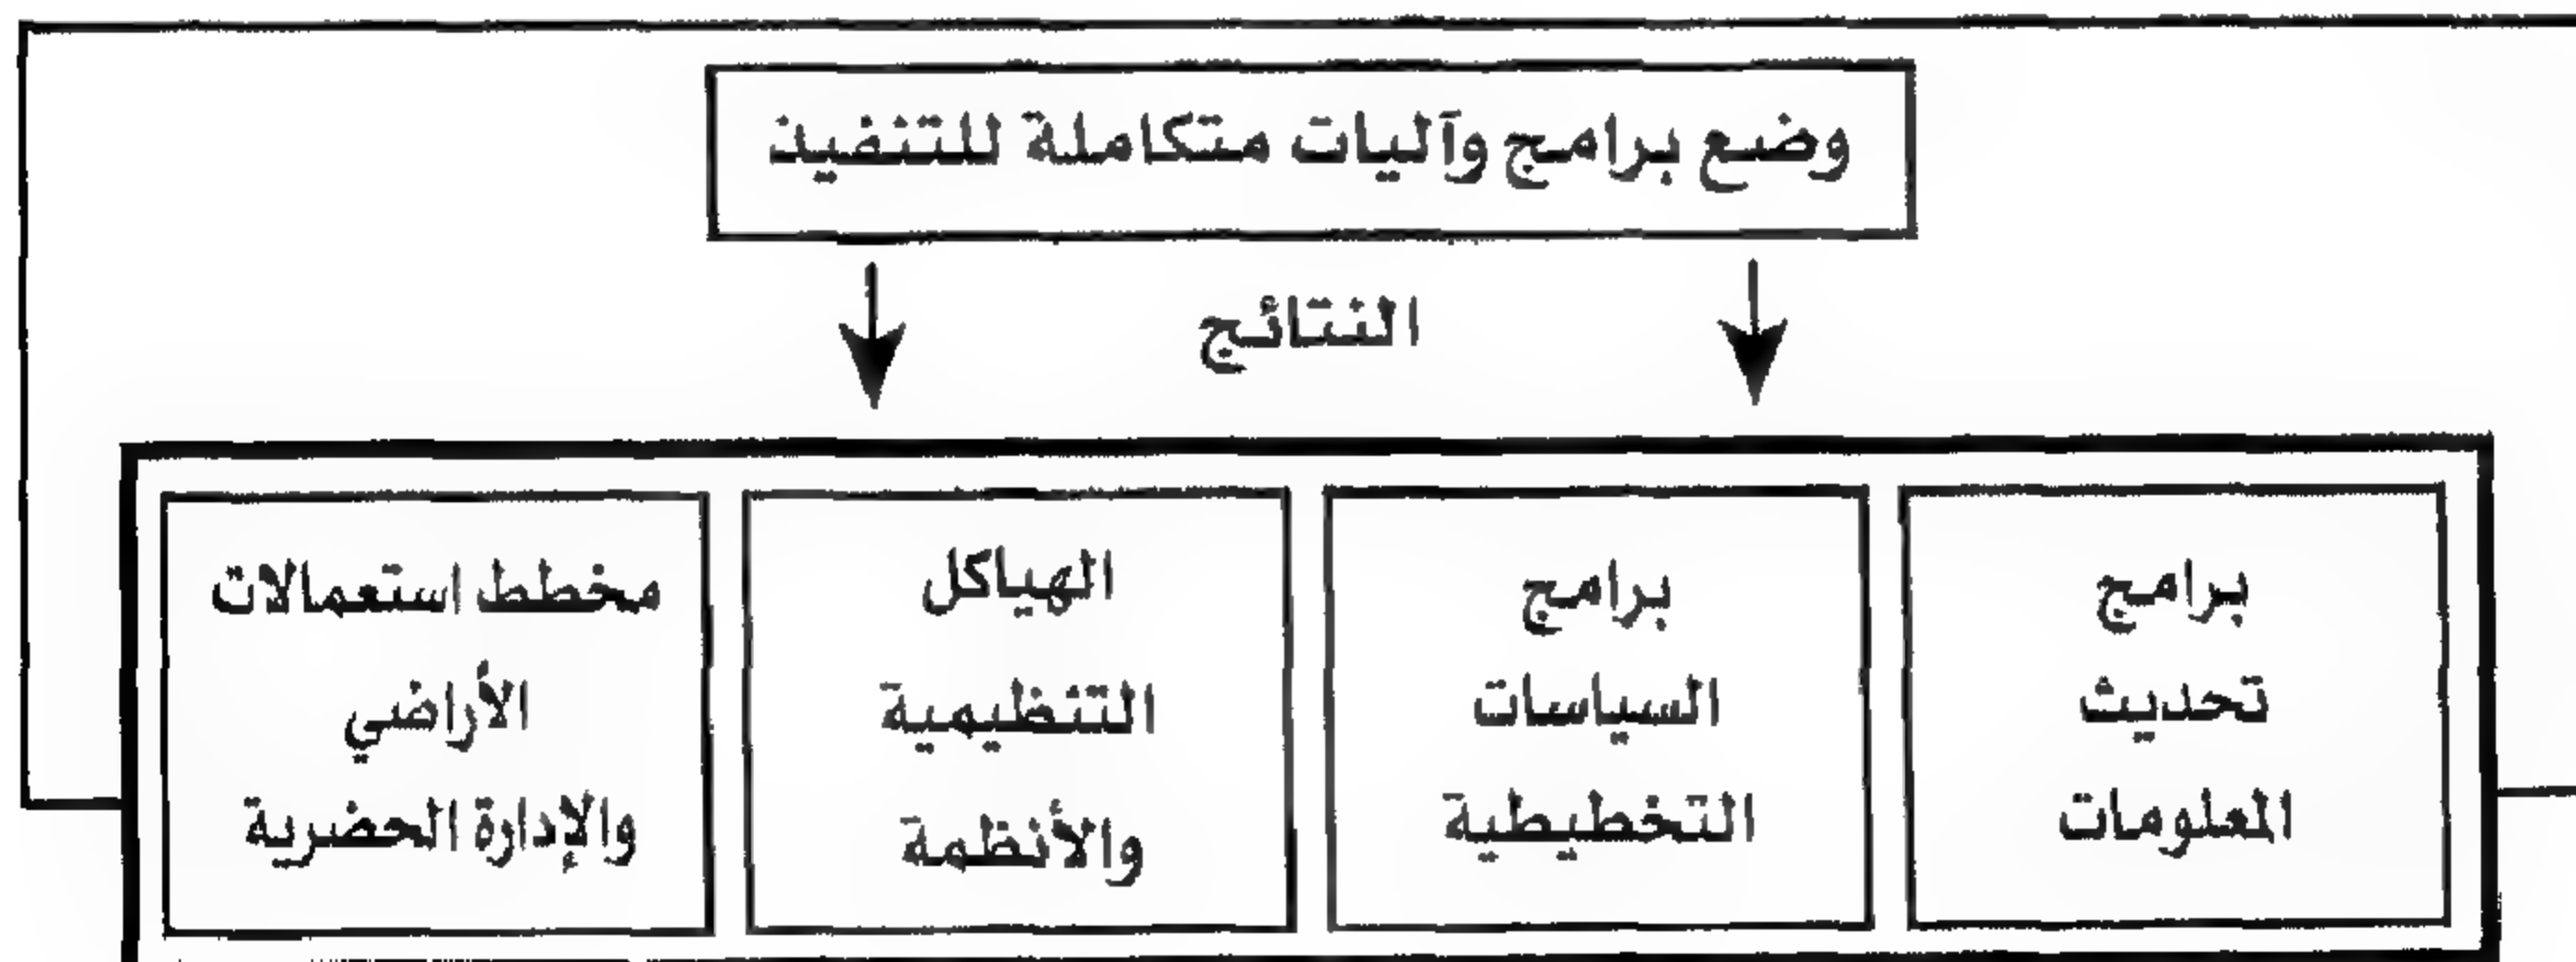 وضع برامج وآليات متكاملة للتنفيذ
النتائج
برامج
تحديث
المعلومات
برامج
السياسات
التخطيطية
الهياكل
التنظيمية
والأنظمة
مخطط استعمالات
الأراضي
والإدارة الحضرية